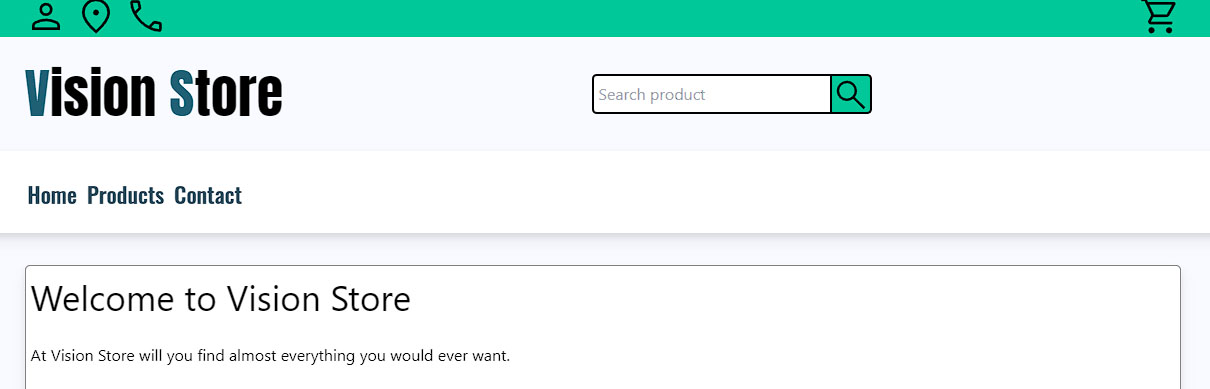 Vision Store
Search product
Home Products Contact
Welcome to Vision Store
At Vision Store will you find almost everything you would ever want.